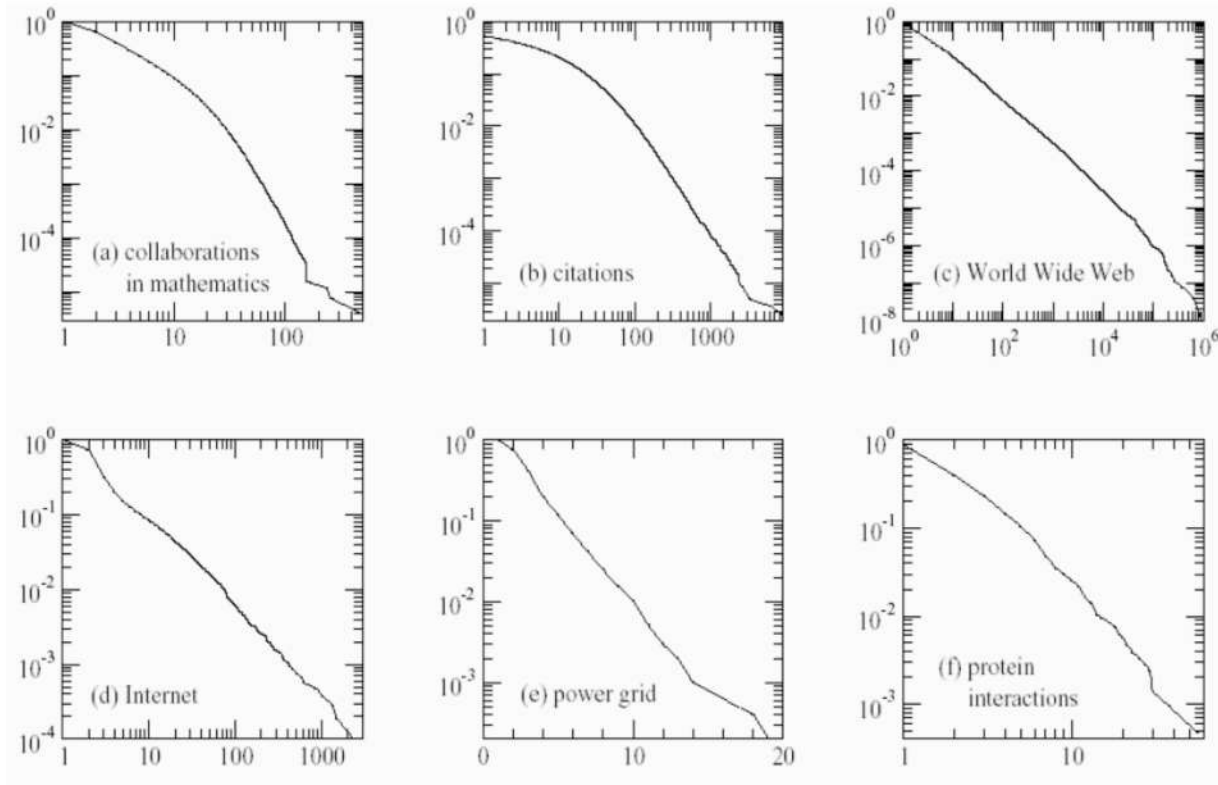 10^0
10^-2
10^-4
(a) collaborations
in mathematics
1 10 100
10^0
10^-2
10^-4
(b) citations
1 10 100 1000
10^0
10^-2
10^-4
10^-6
10^-8
(c) World Wide Web
10^0 10^2 10^4 10^6
10^0
10^-1
10^-2
10^-3
10^-4
(d) Internet
1 10 100 1000
10^0
10^-1
10^-2
10^-3
(e) power grid
0 10 20
10^0
10^-1
10^-2
10^-3
(f) protein
interactions
1 10